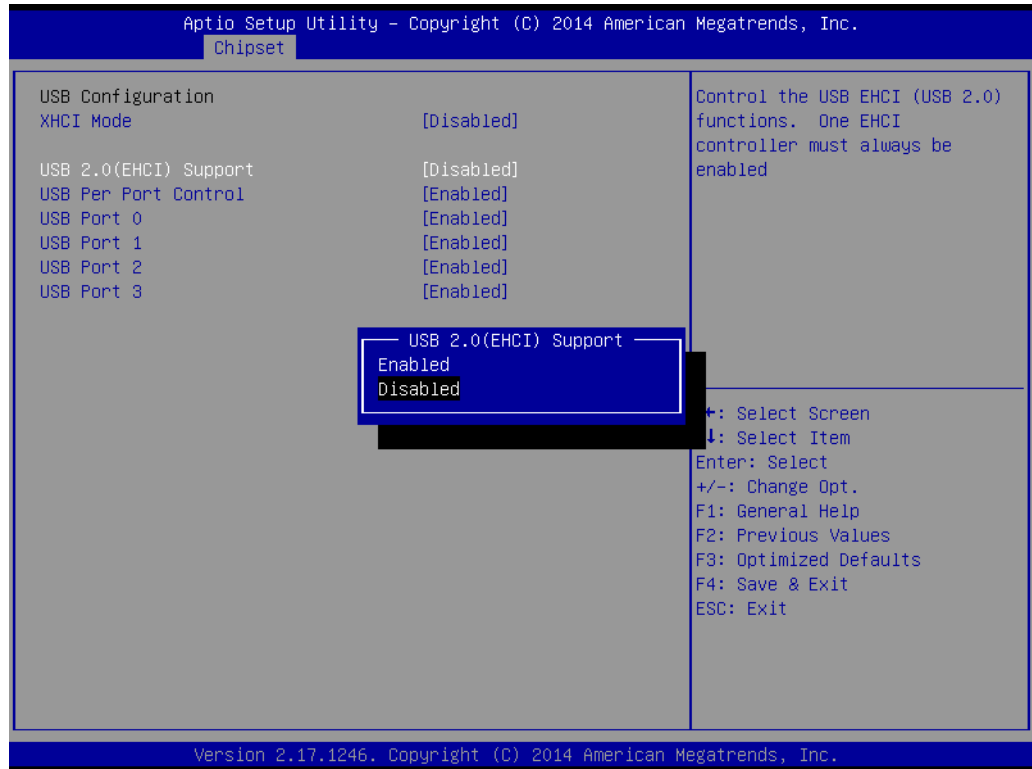 Aptio Setup Utility – Copyright (C) 2014 American Megatrends, Inc.
Chipset
USB Configuration
XHCI Mode [Disabled]
USB 2.0(EHCI) Support [Disabled]
USB Per Port Control [Enabled]
USB Port 0 [Enabled]
USB Port 1 [Enabled]
USB Port 2 [Enabled]
USB Port 3 [Enabled]
USB 2.0(EHCI) Support
Enabled
Disabled
Control the USB EHCI (USB 2.0)
functions. One EHCI
controller must always be
enabled
: Select Screen
: Select Item
Enter: Select
+/-: Change Opt.
F1: General Help
F2: Previous Values
F3: Optimized Defaults
F4: Save & Exit
ESC: Exit
Version 2.17.1246. Copyright (C) 2014 American Megatrends, Inc.